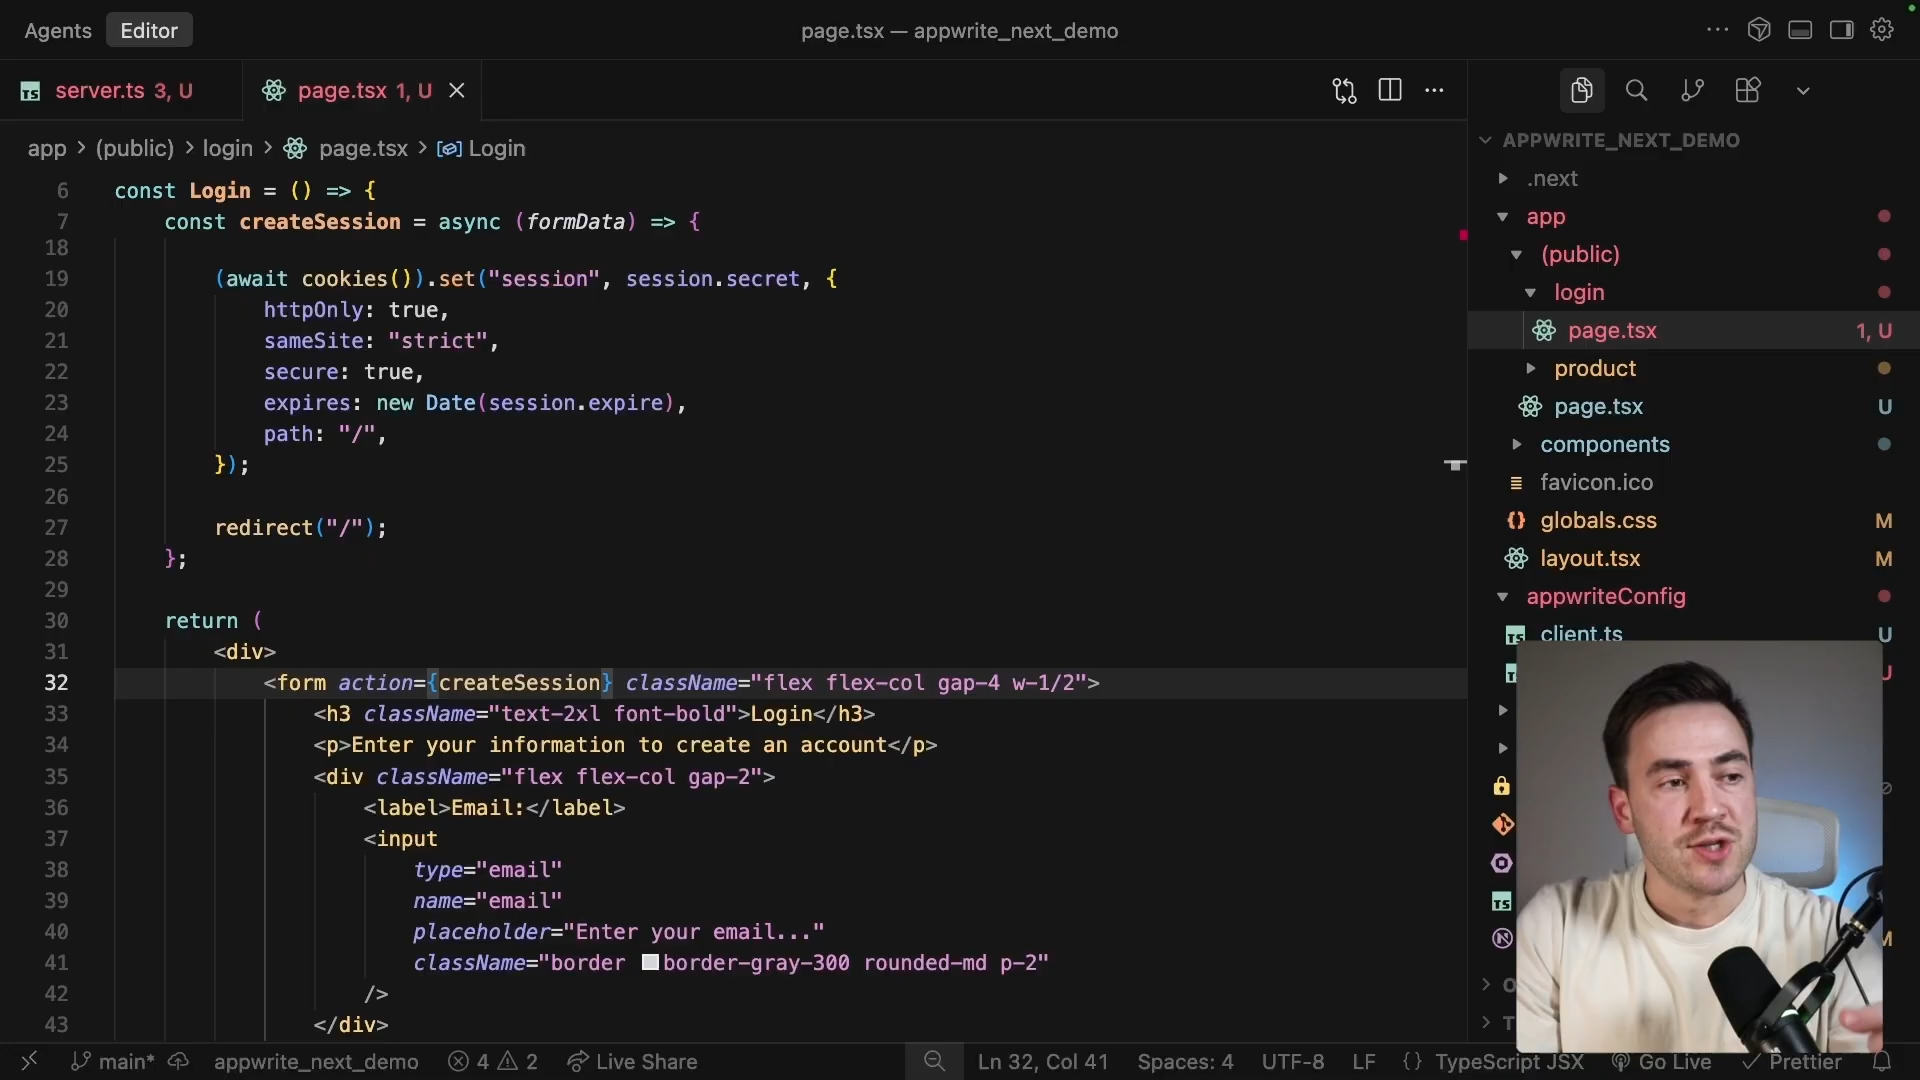 Agents Editor
page.tsx — appwrite_next_demo
server.ts 3, U
page.tsx 1, U
app > (public) > login > page.tsx > Login
6 const Login = () => {
7 const createSession = async (formData) => {
18
19 (await cookies()).set("session", session.secret, {
20 httpOnly: true,
21 sameSite: "strict",
22 secure: true,
23 expires: new Date(session.expire),
24 path: "/",
25 });
26
27 redirect("/");
28 };
29
30 return (
31 <div>
32 <form action={createSession} className="flex flex-col gap-4 w-1/2">
33 <h3 className="text-2xl font-bold">Login</h3>
34 <p>Enter your information to create an account</p>
35 <div className="flex flex-col gap-2">
36 <label>Email:</label>
37 <input
38 type="email"
39 name="email"
40 placeholder="Enter your email..."
41 className="border border-gray-300 rounded-md p-2"
42 />
43 </div>
APPWRITE_NEXT_DEMO
.next
app
(public)
login
page.tsx 1, U
product
page.tsx U
components
favicon.ico
globals.css M
layout.tsx M
appwriteConfig
client.ts U
main* appwrite_next_demo 4 2 Live Share Ln 32, Col 41 Spaces: 4 UTF-8 LF {} TypeScript JSX Go Live Prettier